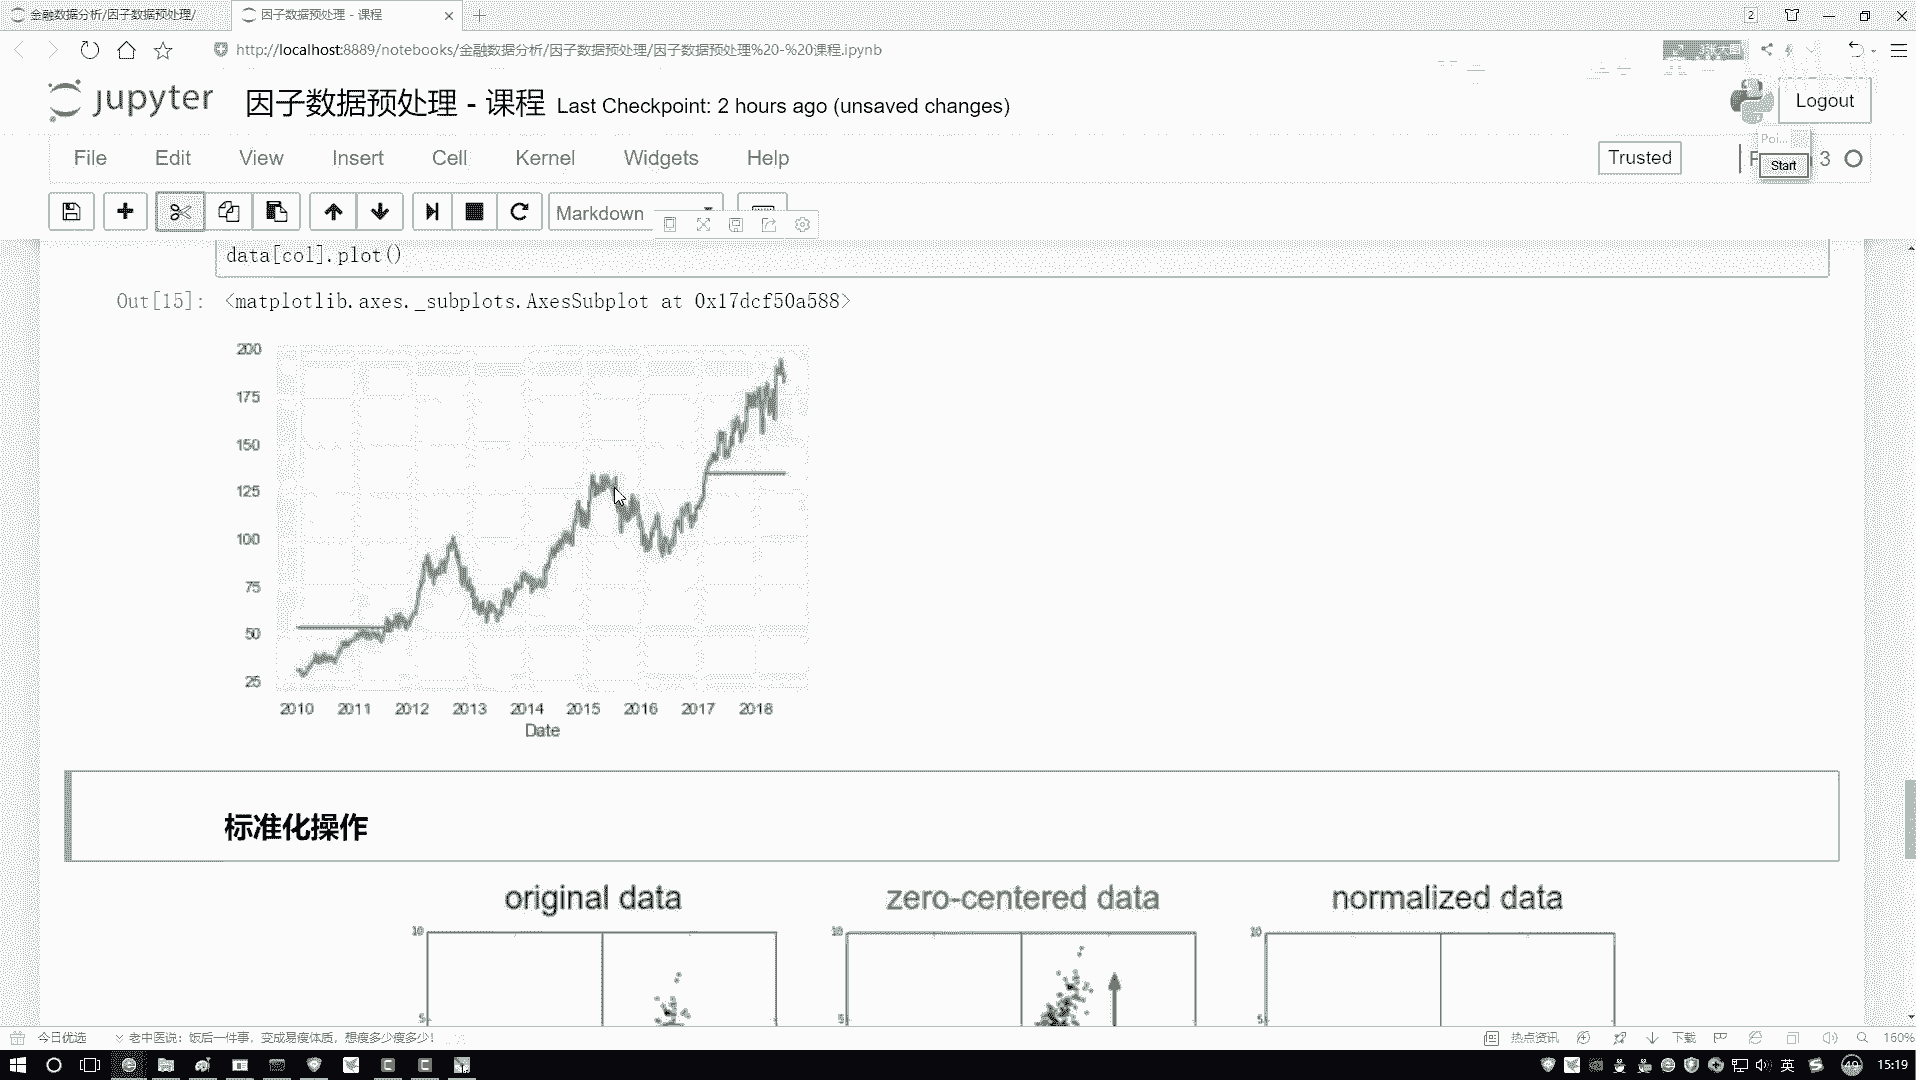 金融数据分析/因子数据预处理/
因子数据预处理 - 课程
2
http://localhost:8889/notebooks/金融数据分析/因子数据预处理/因子数据预处理%20-%20课程.ipynb
jupyter
因子数据预处理 - 课程 Last Checkpoint: 2 hours ago (unsaved changes)
Logout
File Edit View Insert Cell Kernel Widgets Help
Trusted
Poi...
Start
3
Markdown
data[col].plot()
Out[15]: <matplotlib.axes._subplots.AxesSubplot at 0x17dcf50a588>
200
175
150
125
100
75
50
25
2010 2011 2012 2013 2014 2015 2016 2017 2018
Date
标准化操作
original data zero-centered data normalized data
10 10 10
5 5 5
今日优选 老中医说：饭后一件事，变成易瘦体质，想瘦多少瘦多少！
热点资讯 下载 160%
英 49 15:19